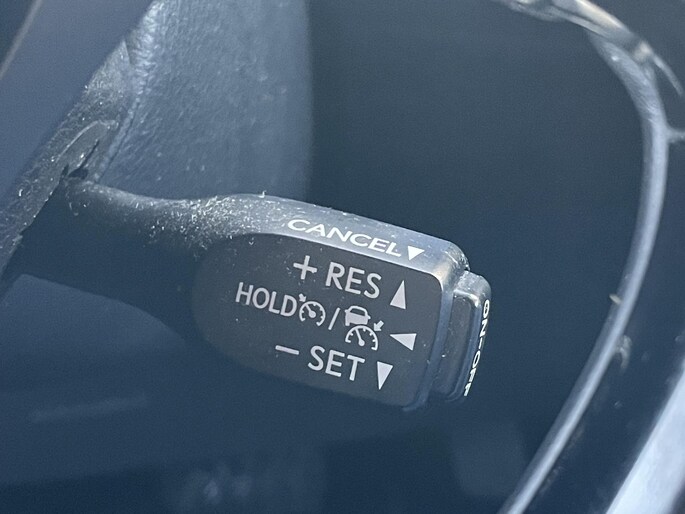 CANCEL▼
+ RES ▲
HOLD /
− SET ▼
ON-OFF